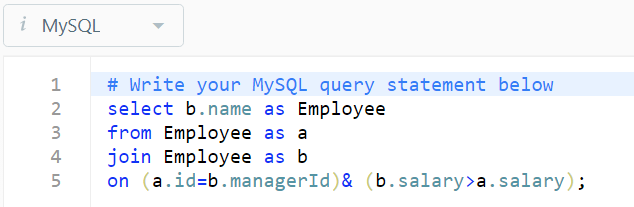 i MySQL
1 # Write your MySQL query statement below
2 select b.name as Employee
3 from Employee as a
4 join Employee as b
5 on (a.id=b.managerId)& (b.salary>a.salary);